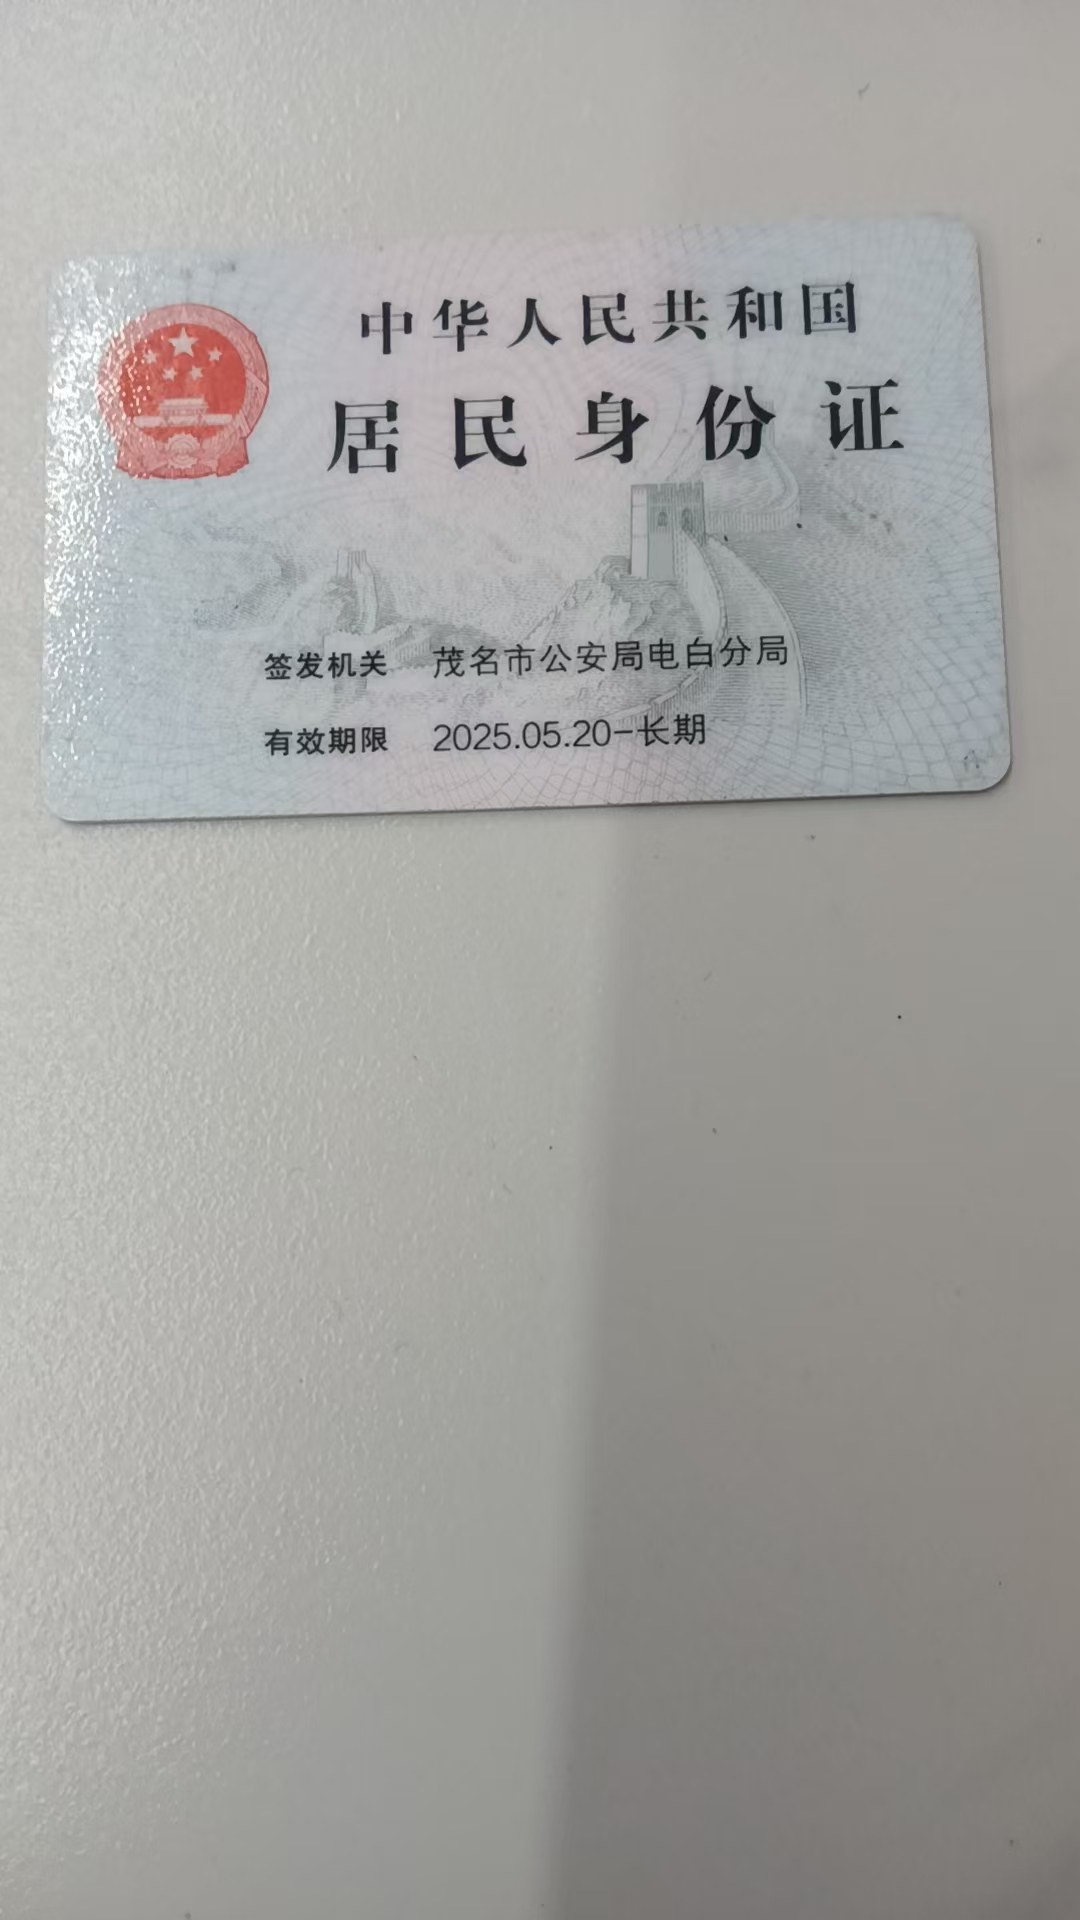 中华人民共和国
居民身份证
签发机关 茂名市公安局电白分局
有效期限 2025.05.20-长期